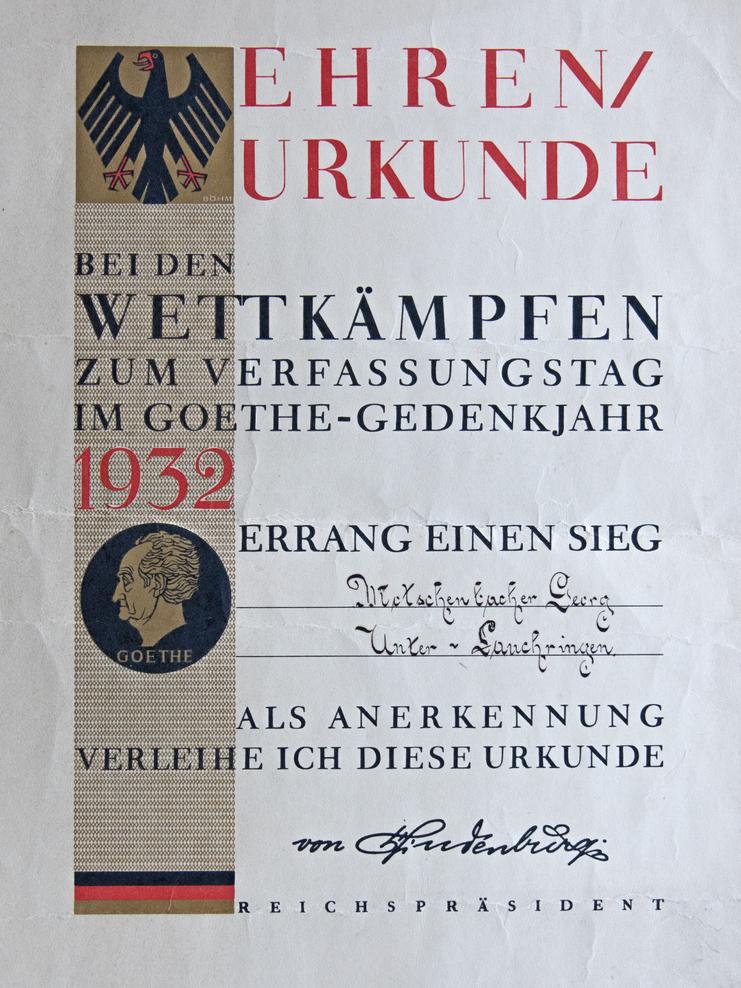 EHREN/
URKUNDE
BÖHM
BEI DEN
WETTKÄMPFEN
ZUM VERFASSUNGSTAG
IM GOETHE-GEDENKJAHR
1932
ERRANG EINEN SIEG
Motschenbacher Georg
Unter - Lauchringen.
GOETHE
ALS ANERKENNUNG
VERLEIHE ICH DIESE URKUNDE
von Hindenburg
REICHSPRÄSIDENT